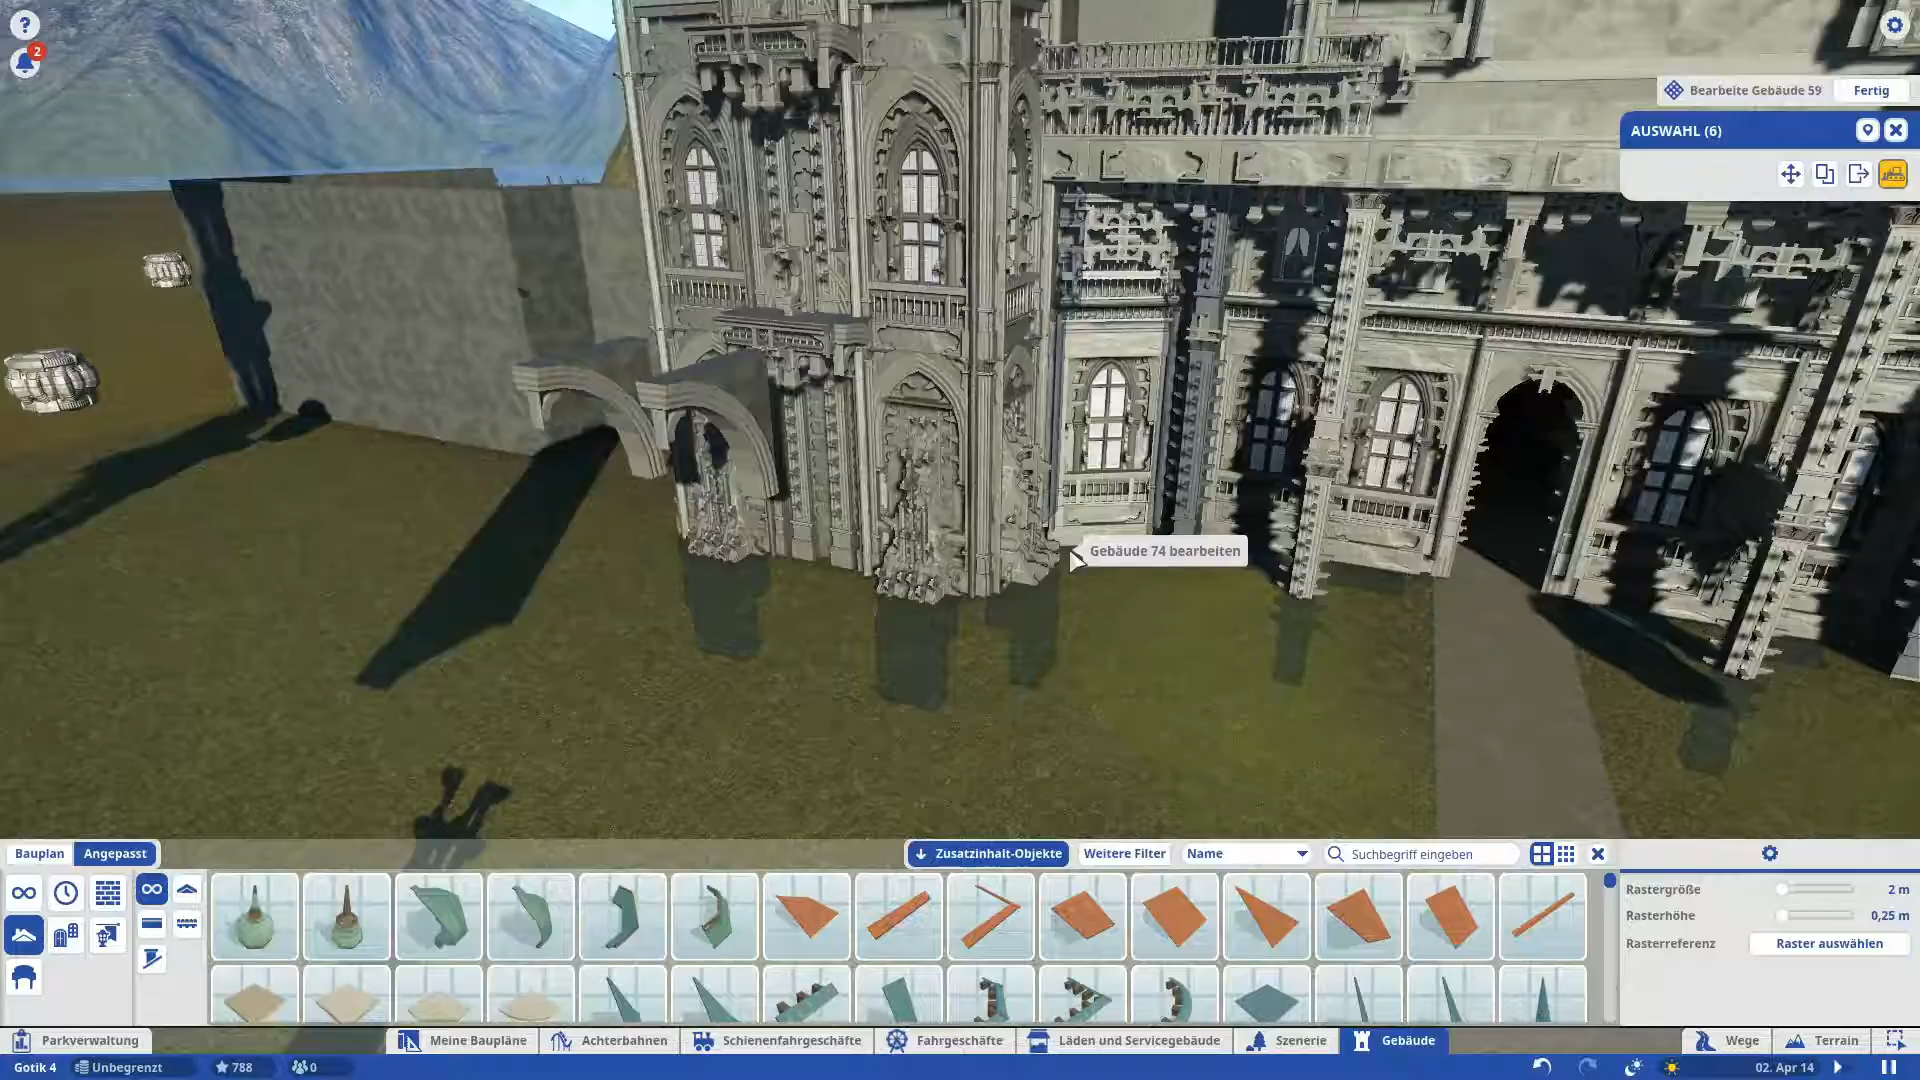 ?
2
Bearbeite Gebäude 59
Fertig
AUSWAHL (6)
Gebäude 74 bearbeiten
Bauplan
Angepasst
Zusatzinhalt-Objekte
Weitere Filter
Name
Suchbegriff eingeben
Rastergröße
2 m
Rasterhöhe
0,25 m
Rasterreferenz
Raster auswählen
Parkverwaltung
Meine Baupläne
Achterbahnen
Schienenfahrgeschäfte
Fahrgeschäfte
Läden und Servicegebäude
Szenerie
Gebäude
Wege
Terrain
Gotik 4
Unbegrenzt
788
0
02. Apr 14